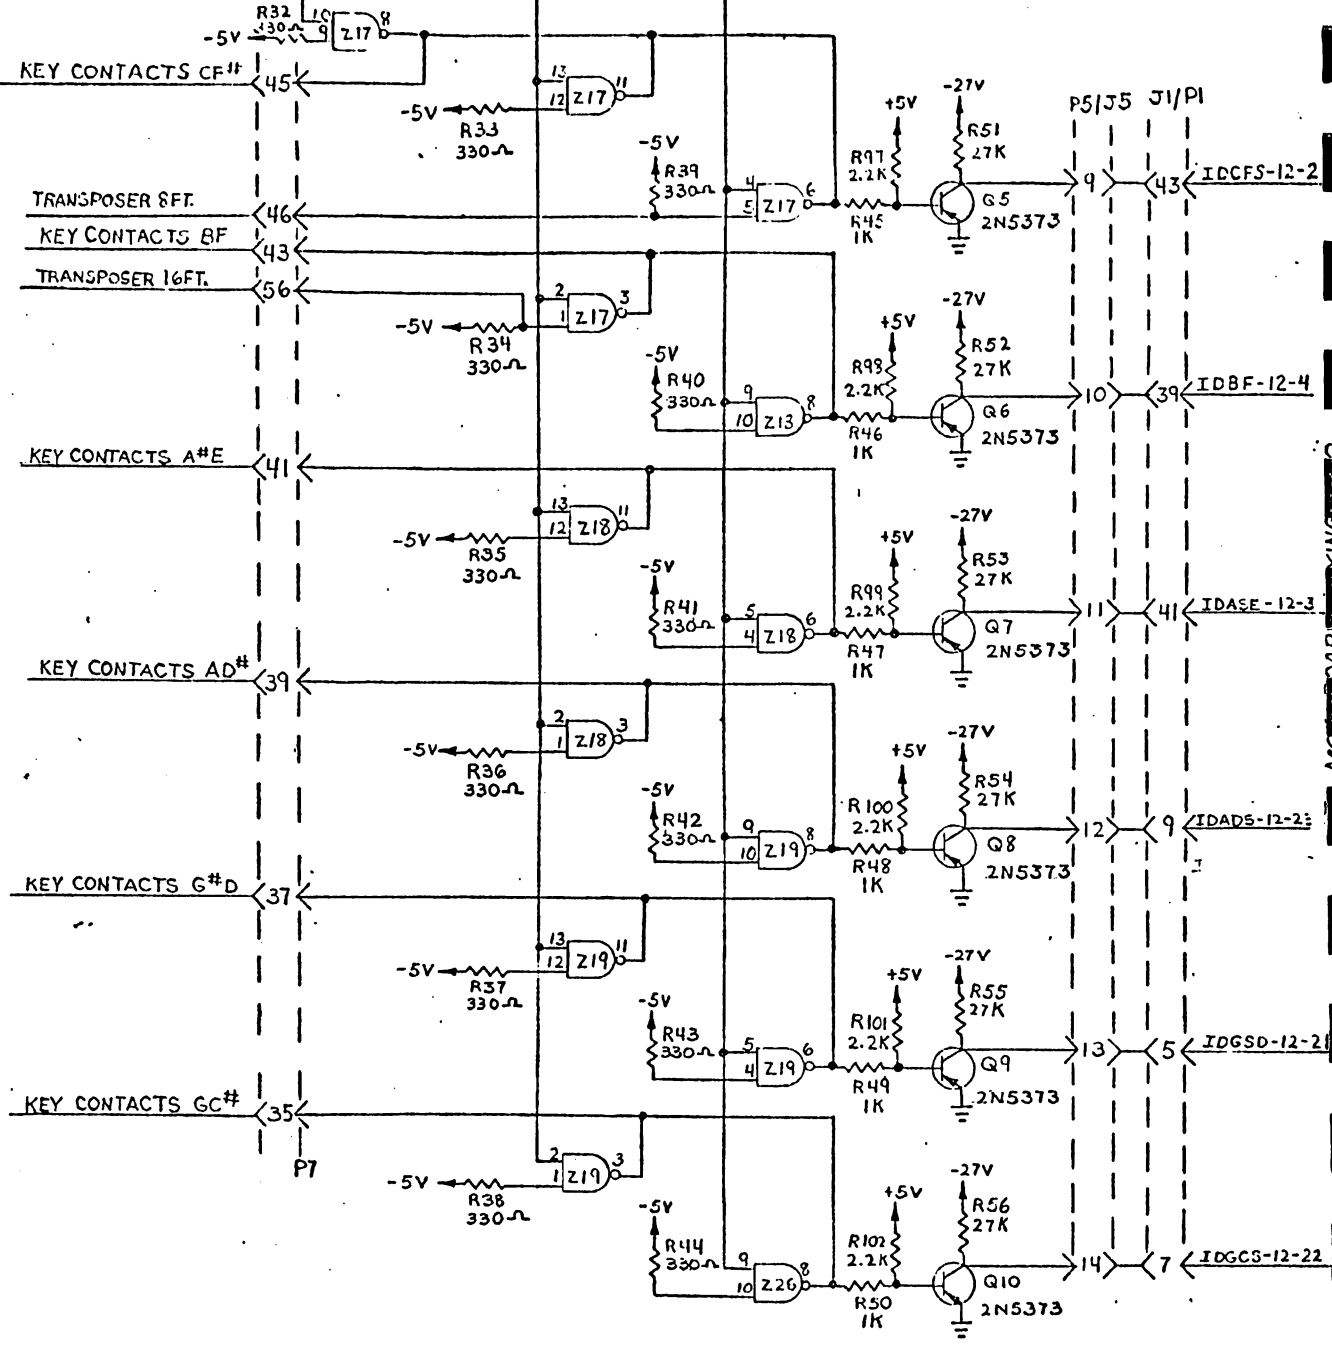 R32
330Ω
10
9
8
Z17
-5V
KEY CONTACTS CF#
45
13
12
11
Z17
-5V
R33
330Ω
-5V
R39
330Ω
4
5
6
Z17
+5V
R97
2.2K
R45
1K
-27V
R51
27K
Q5
2N5373
P5/J5
J1/P1
9
43
IDCFS-12-2
TRANSPOSER 8FT.
46
KEY CONTACTS BF
43
TRANSPOSER 16FT.
56
2
1
3
Z17
-5V
R34
330Ω
-5V
R40
330Ω
9
10
8
Z13
+5V
R98
2.2K
R46
1K
-27V
R52
27K
Q6
2N5373
10
39
IDBF-12-4
KEY CONTACTS A#E
41
13
12
11
Z18
-5V
R35
330Ω
-5V
R41
330Ω
5
4
6
Z18
+5V
R99
2.2K
R47
1K
-27V
R53
27K
Q7
2N5373
11
41
IDASE-12-3
KEY CONTACTS AD#
39
2
1
3
Z18
-5V
R36
330Ω
-5V
R42
330Ω
9
10
8
Z19
+5V
R100
2.2K
R48
1K
-27V
R54
27K
Q8
2N5373
12
9
IDADS-12-23
KEY CONTACTS G#D
37
13
12
11
Z19
-5V
R37
330Ω
-5V
R43
330Ω
5
4
6
Z19
+5V
R101
2.2K
R49
1K
-27V
R55
27K
Q9
2N5373
13
5
IDGSD-12-21
KEY CONTACTS GC#
35
P7
2
1
3
Z19
-5V
R38
330Ω
-5V
R44
330Ω
9
10
8
Z26
+5V
R102
2.2K
R50
1K
-27V
R56
27K
Q10
2N5373
14
7
IDGCS-12-22